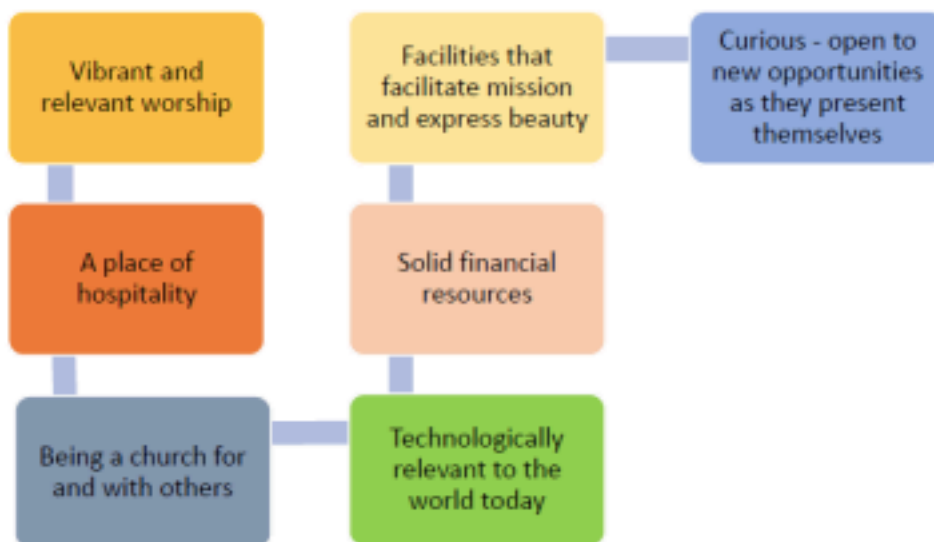 Vibrant and
relevant worship
A place of
hospitality
Being a church for
and with others
Technologically
relevant to the
world today
Solid financial
resources
Facilities that
facilitate mission
and express beauty
Curious - open to
new opportunities
as they present
themselves